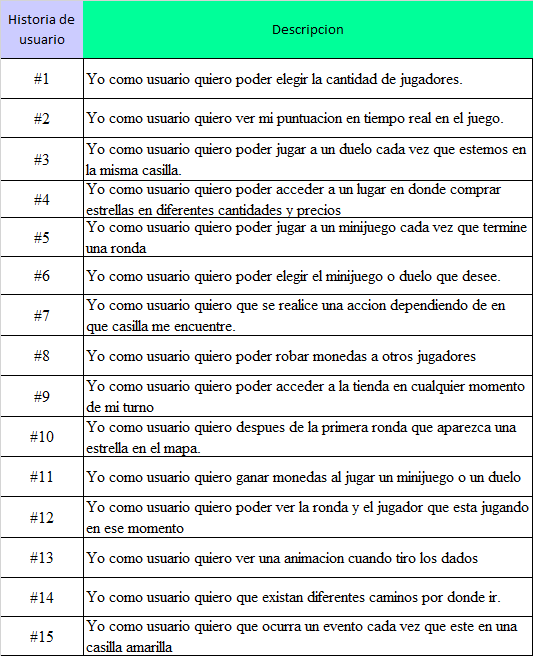 Historia de
usuario
Descripcion
#1
Yo como usuario quiero poder elegir la cantidad de jugadores.
#2
Yo como usuario quiero ver mi puntuacion en tiempo real en el juego.
#3
Yo como usuario quiero poder jugar a un duelo cada vez que estemos en
la misma casilla.
#4
Yo como usuario quiero poder acceder a un lugar en donde comprar
estrellas en diferentes cantidades y precios
#5
Yo como usuario quiero poder jugar a un minijuego cada vez que termine
una ronda
#6
Yo como usuario quiero poder elegir el minijuego o duelo que desee.
#7
Yo como usuario quiero que se realice una accion dependiendo de en
que casilla me encuentre.
#8
Yo como usuario quiero poder robar monedas a otros jugadores
#9
Yo como usuario quiero poder acceder a la tienda en cualquier momento
de mi turno
#10
Yo como usuario quiero despues de la primera ronda que aparezca una
estrella en el mapa.
#11
Yo como usuario quiero ganar monedas al jugar un minijuego o un duelo
#12
Yo como usuario quiero poder ver la ronda y el jugador que esta jugando
en ese momento
#13
Yo como usuario quiero ver una animacion cuando tiro los dados
#14
Yo como usuario quiero que existan diferentes caminos por donde ir.
#15
Yo como usuario quiero que ocurra un evento cada vez que este en una
casilla amarilla